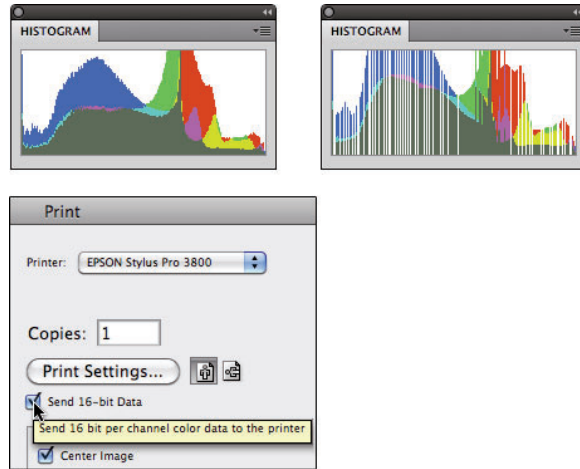 HISTOGRAM
HISTOGRAM
Print
Printer: EPSON Stylus Pro 3800
Copies: 1
Print Settings...
Send 16-bit Data
Send 16 bit per channel color data to the printer
Center Image